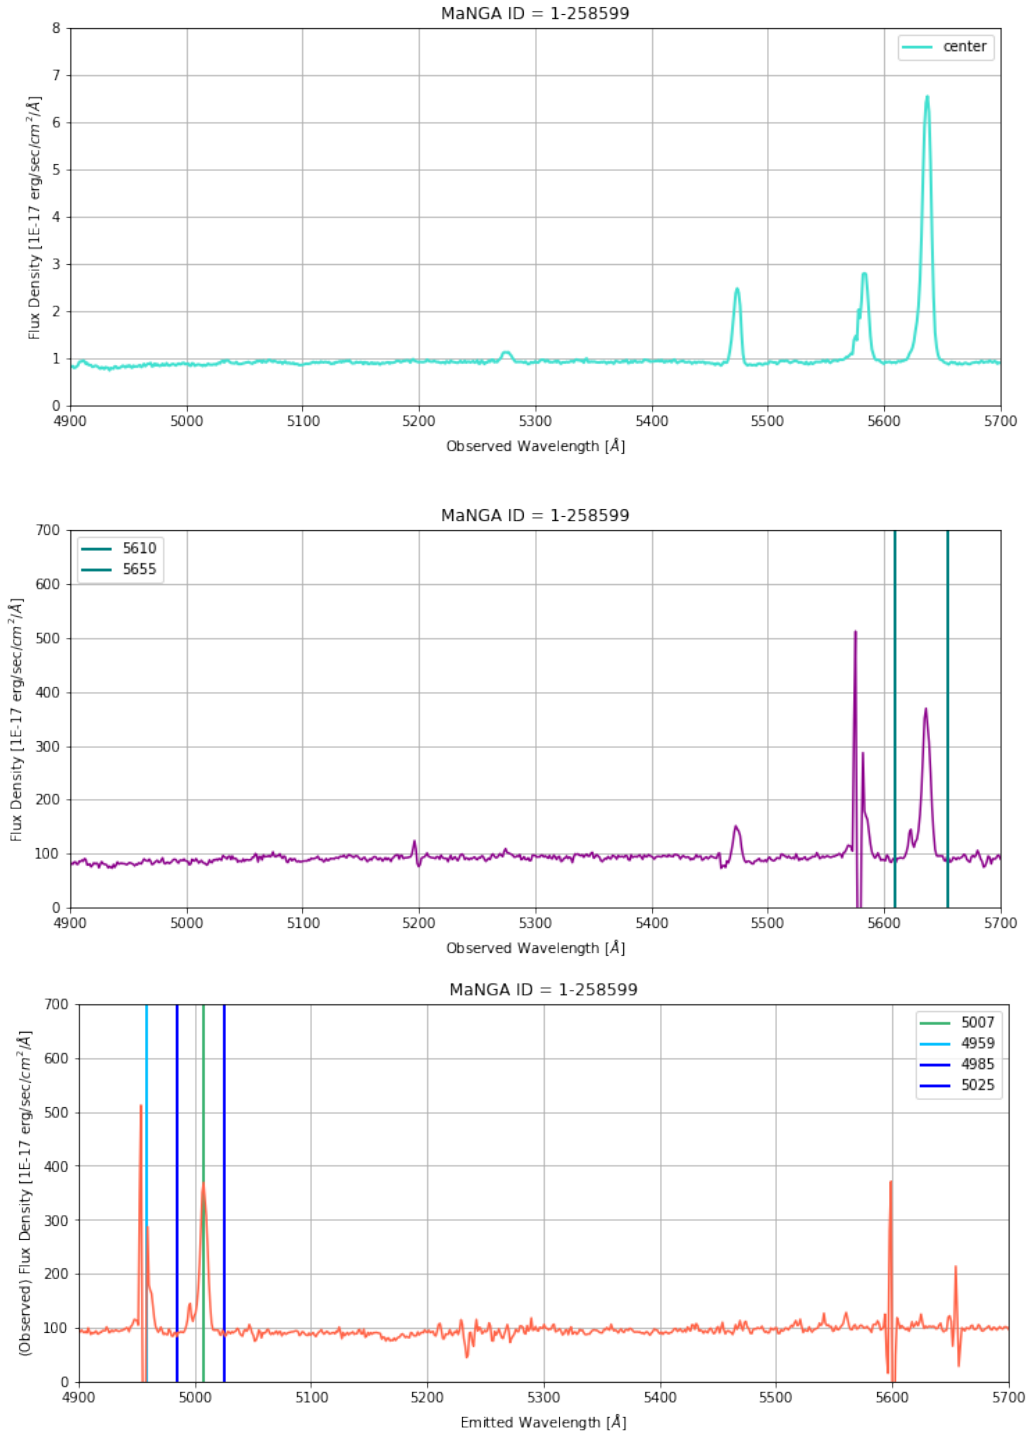 MaNGA ID = 1-258599
8
7
6
5
4
3
2
1
0
Flux Density [1E-17 erg/sec/cm²/Å]
center
4900 5000 5100 5200 5300 5400 5500 5600 5700
Observed Wavelength [Å]
MaNGA ID = 1-258599
700
600
500
400
300
200
100
0
Flux Density [1E-17 erg/sec/cm²/Å]
5610
5655
4900 5000 5100 5200 5300 5400 5500 5600 5700
Observed Wavelength [Å]
MaNGA ID = 1-258599
700
600
500
400
300
200
100
0
(Observed) Flux Density [1E-17 erg/sec/cm²/Å]
5007
4959
4985
5025
4900 5000 5100 5200 5300 5400 5500 5600 5700
Emitted Wavelength [Å]